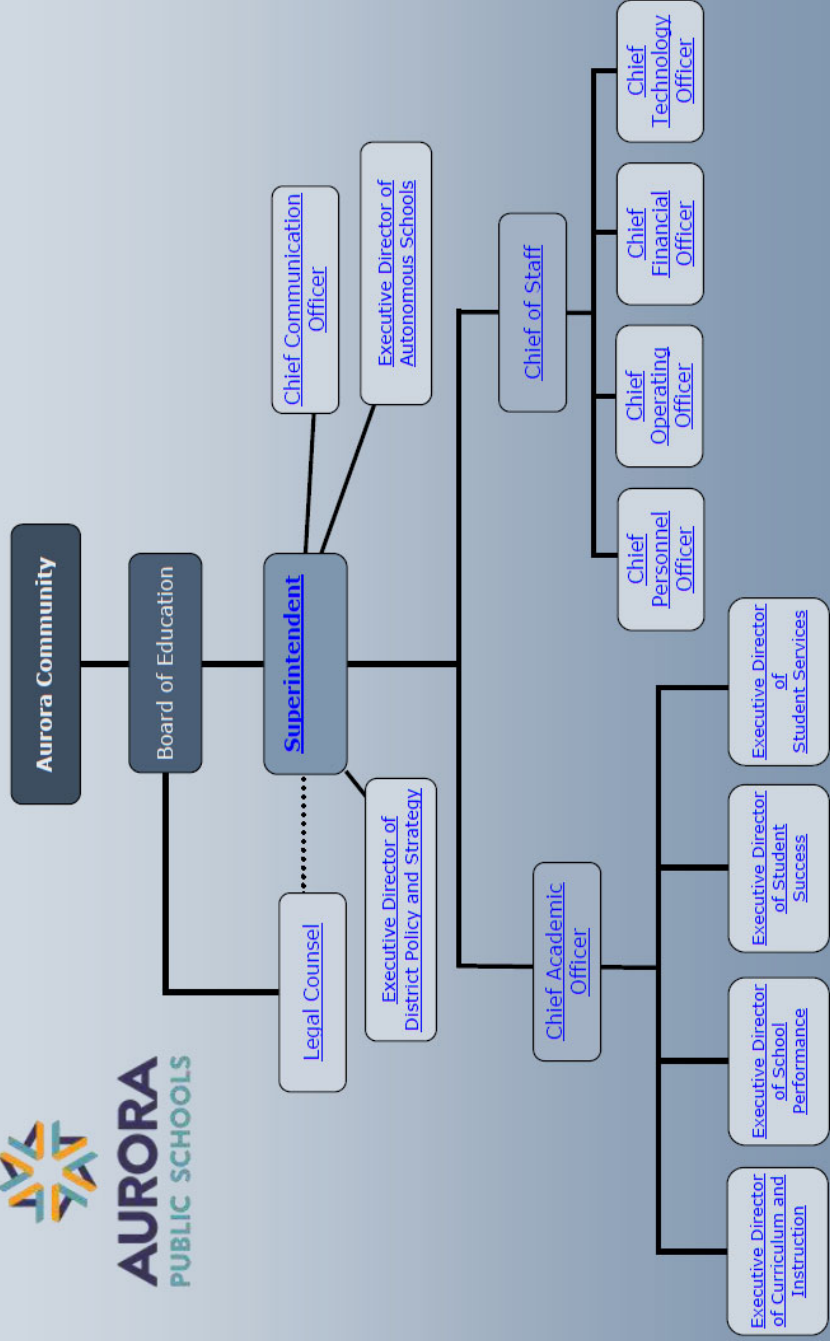 AURORA
PUBLIC SCHOOLS
Aurora Community
Board of Education
Legal Counsel
Superintendent
Chief Communication
Officer
Executive Director of
District Policy and Strategy
Executive Director of
Autonomous Schools
Chief Academic
Officer
Chief of Staff
Chief
Personnel
Officer
Chief
Operating
Officer
Chief
Financial
Officer
Chief
Technology
Officer
Executive Director
of Curriculum and
Instruction
Executive Director
of School
Performance
Executive Director
of Student
Success
Executive Director
of
Student Services